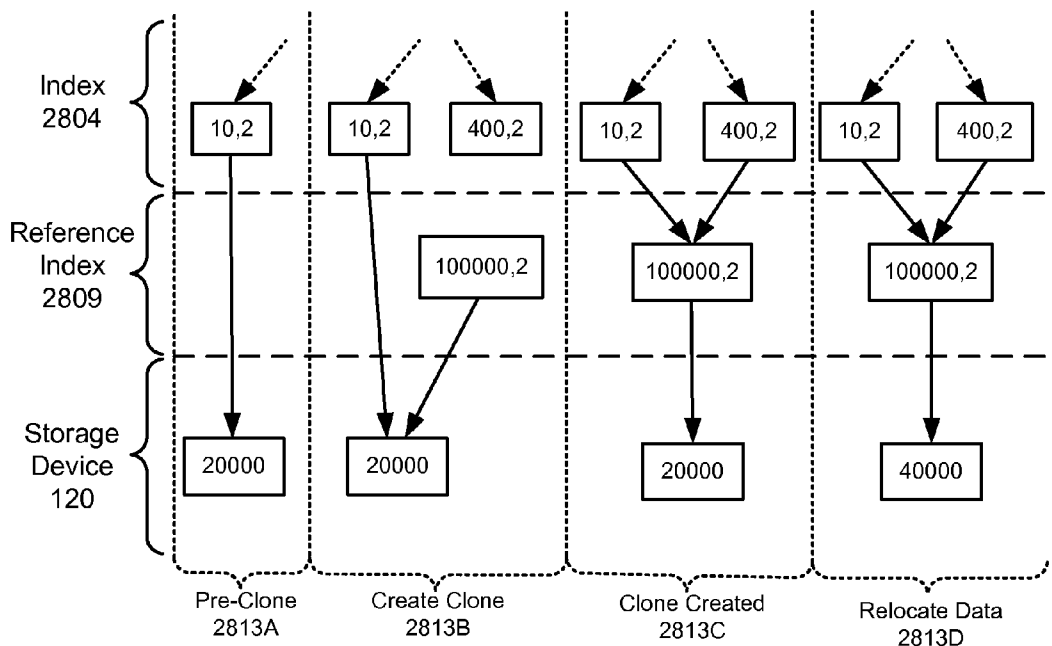 Index
2804
10,2
10,2
400,2
10,2
400,2
10,2
400,2
Reference
Index
2809
100000,2
100000,2
100000,2
Storage
Device
120
20000
20000
20000
40000
Pre-Clone
2813A
Create Clone
2813B
Clone Created
2813C
Relocate Data
2813D